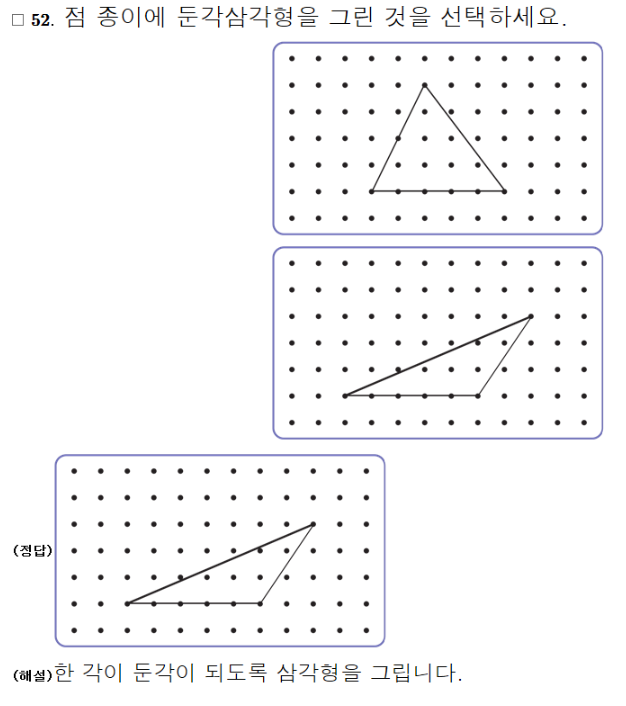 □ 52. 점 종이에 둔각삼각형을 그린 것을 선택하세요.
(정답)
(해설)한 각이 둔각이 되도록 삼각형을 그립니다.